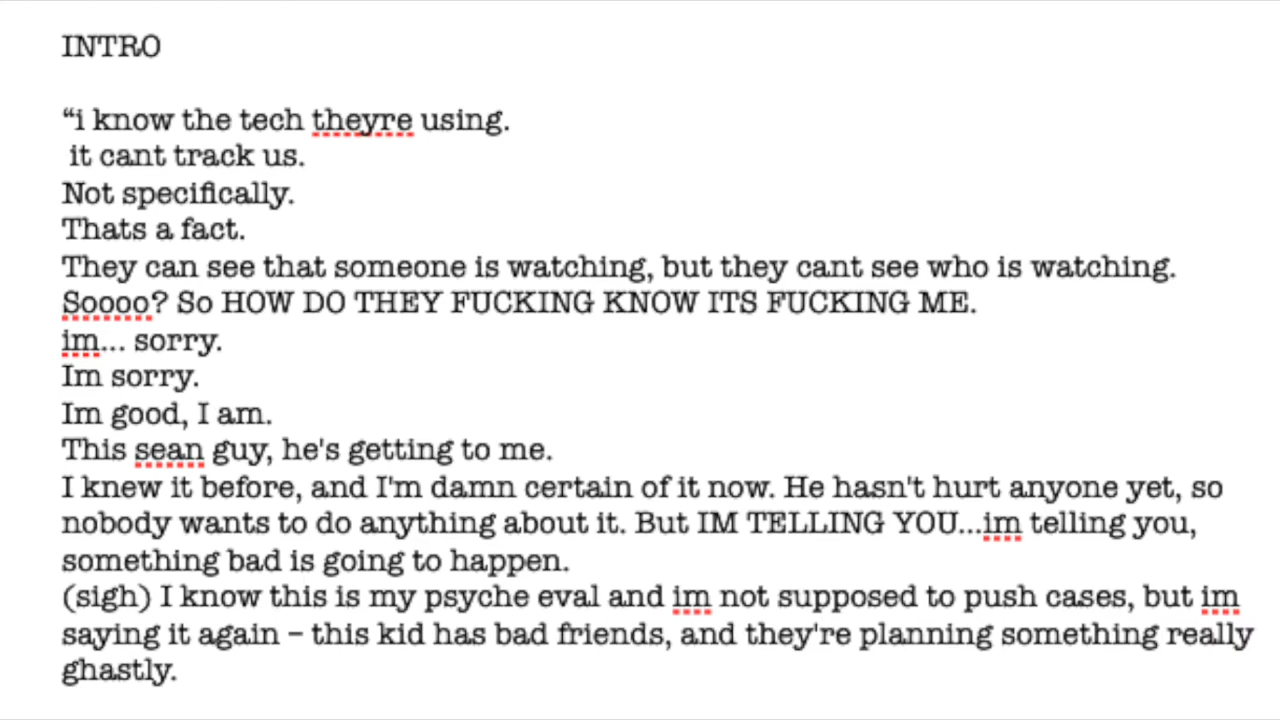 INTRO
“i know the tech theyre using.
it cant track us.
Not specifically.
Thats a fact.
They can see that someone is watching, but they cant see who is watching.
Soooo? So HOW DO THEY FUCKING KNOW ITS FUCKING ME.
im... sorry.
Im sorry.
Im good, I am.
This sean guy, he's getting to me.
I knew it before, and I'm damn certain of it now. He hasn't hurt anyone yet, so
nobody wants to do anything about it. But IM TELLING YOU...im telling you,
something bad is going to happen.
(sigh) I know this is my psyche eval and im not supposed to push cases, but im
saying it again – this kid has bad friends, and they're planning something really
ghastly.